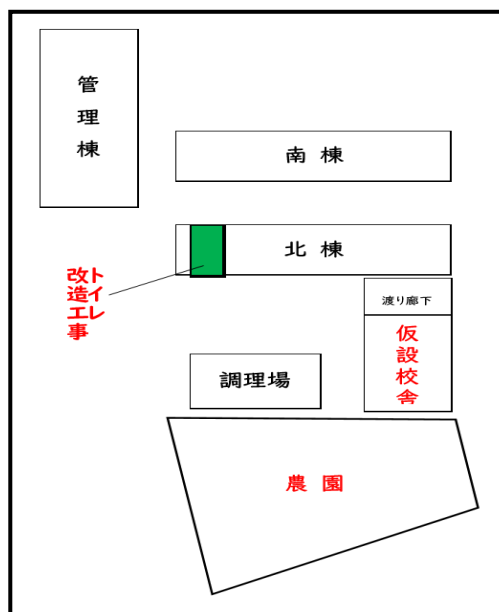 管理棟
南棟
北棟
トイレ
改造工事
渡り廊下
仮設校舎
調理場
農園